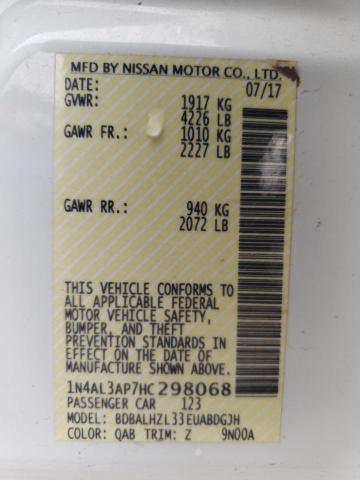 MFD BY NISSAN MOTOR CO., LTD.
DATE: 07/17
GVWR: 1917 KG
4226 LB
GAWR FR.: 1010 KG
2227 LB
GAWR RR.: 940 KG
2072 LB
THIS VEHICLE CONFORMS TO
ALL APPLICABLE FEDERAL
MOTOR VEHICLE SAFETY,
BUMPER, AND THEFT
PREVENTION STANDARDS IN
EFFECT ON THE DATE OF
MANUFACTURE SHOWN ABOVE.
1N4AL3AP7HC298068
PASSENGER CAR 123
MODEL: BDBALHZL33EUABDGJH
COLOR: QAB TRIM: Z 9N00A